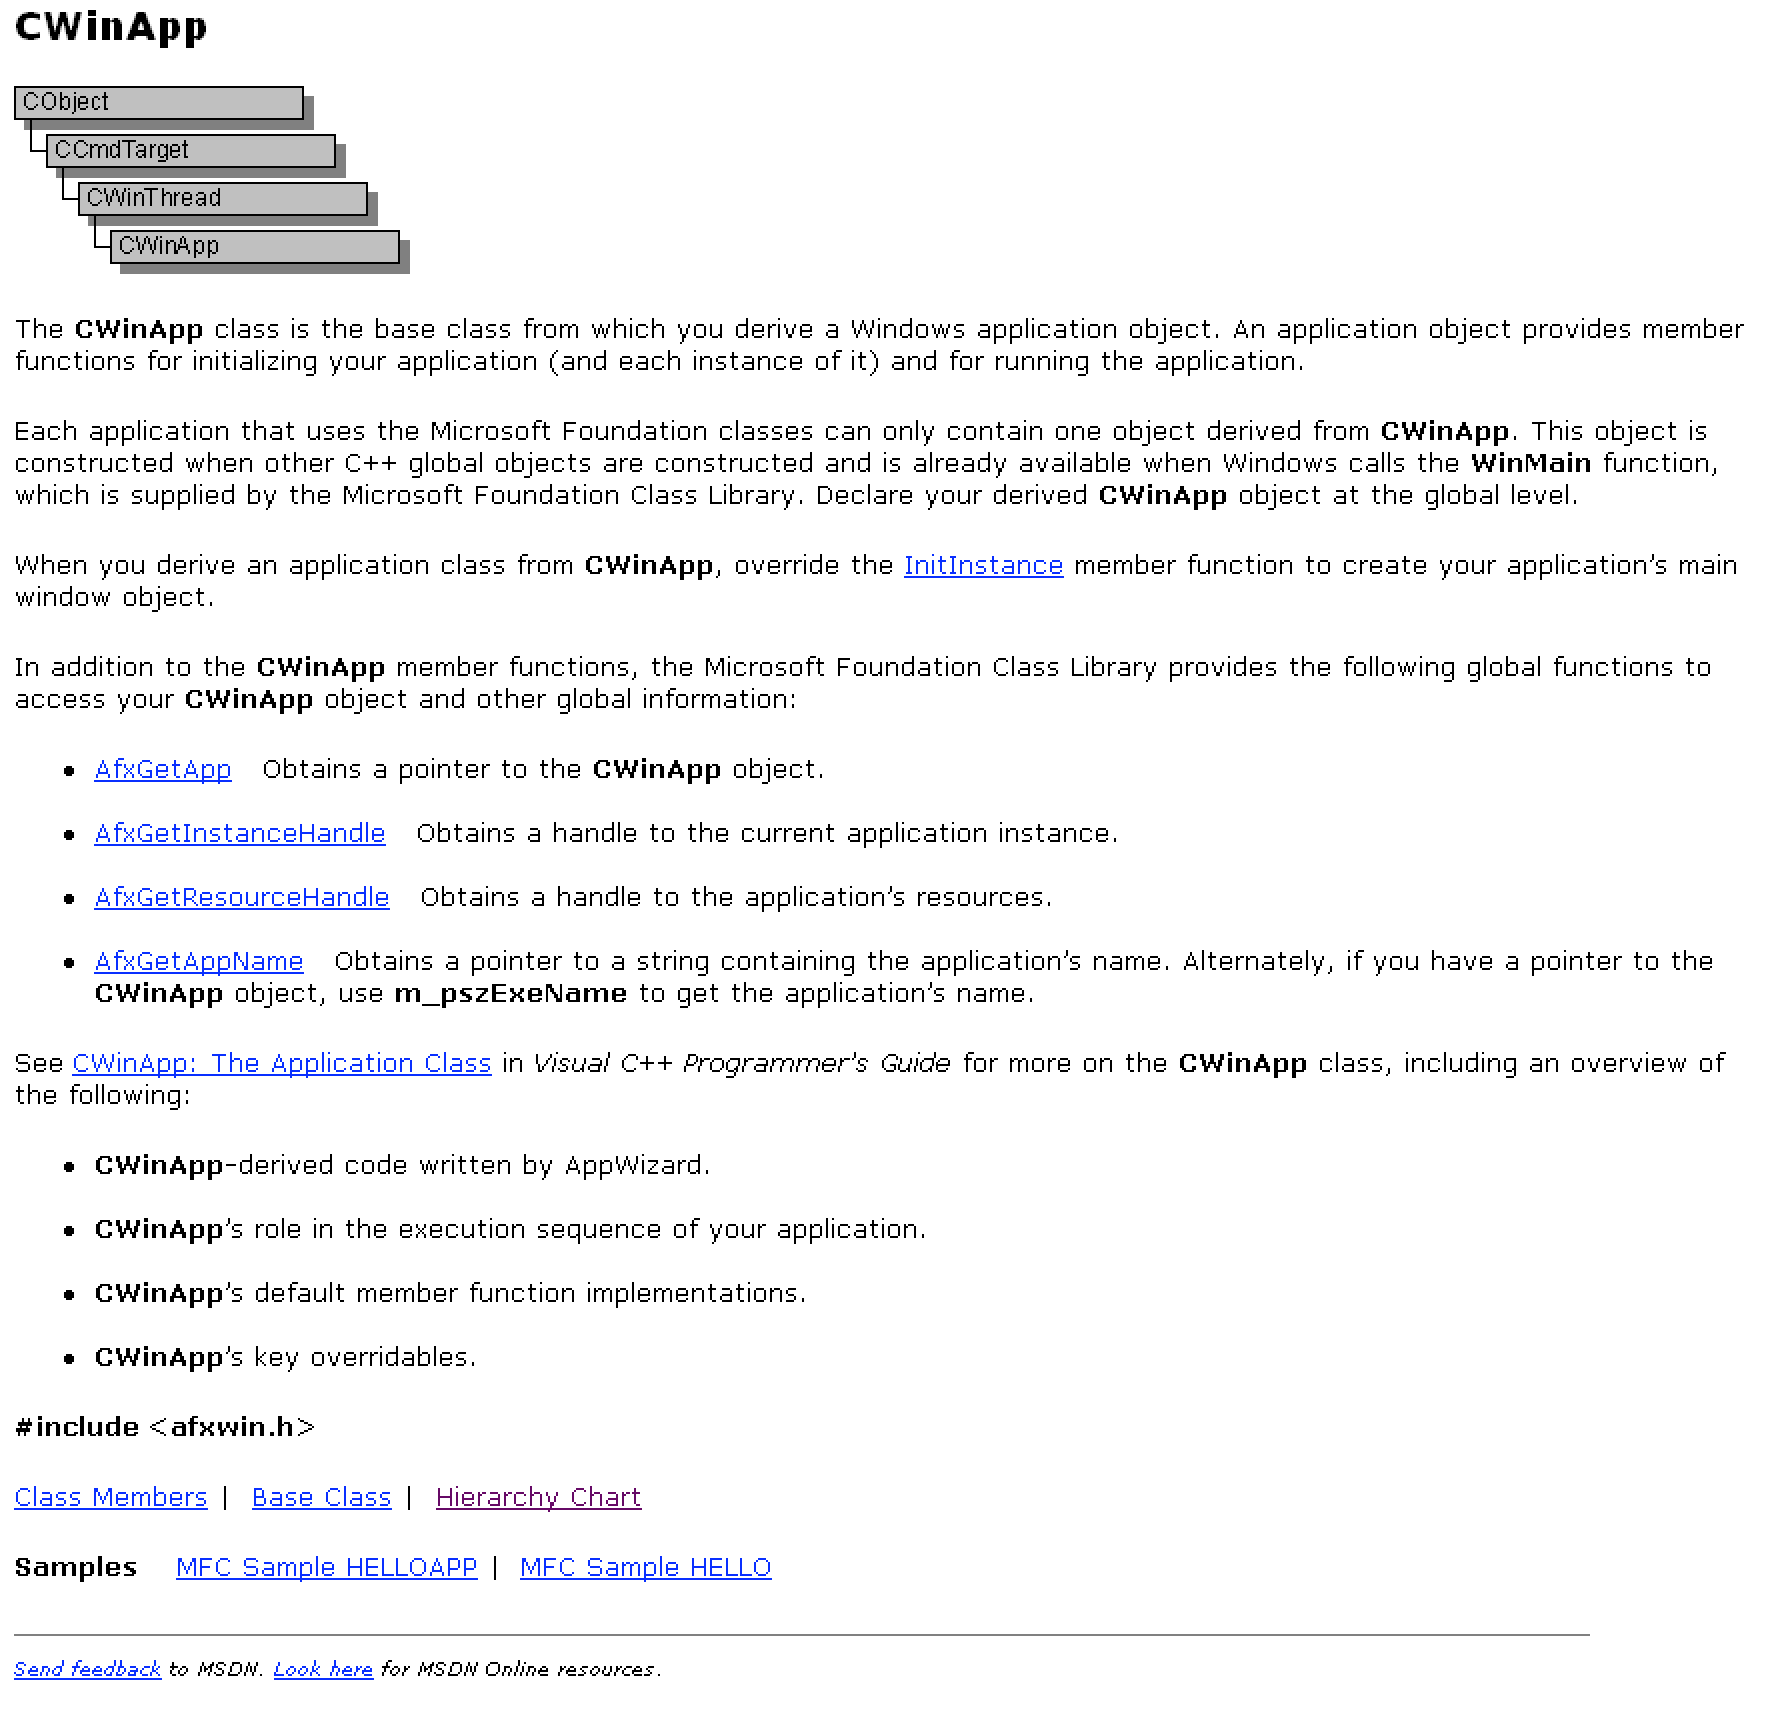 CWinApp
CObject
CCmdTarget
CWinThread
CWinApp
The CWinApp class is the base class from which you derive a Windows application object. An application object provides member
functions for initializing your application (and each instance of it) and for running the application.
Each application that uses the Microsoft Foundation classes can only contain one object derived from CWinApp. This object is
constructed when other C++ global objects are constructed and is already available when Windows calls the WinMain function,
which is supplied by the Microsoft Foundation Class Library. Declare your derived CWinApp object at the global level.
When you derive an application class from CWinApp, override the InitInstance member function to create your application's main
window object.
In addition to the CWinApp member functions, the Microsoft Foundation Class Library provides the following global functions to
access your CWinApp object and other global information:
• AfxGetApp   Obtains a pointer to the CWinApp object.
• AfxGetInstanceHandle   Obtains a handle to the current application instance.
• AfxGetResourceHandle   Obtains a handle to the application's resources.
• AfxGetAppName   Obtains a pointer to a string containing the application's name. Alternately, if you have a pointer to the
CWinApp object, use m_pszExeName to get the application's name.
See CWinApp: The Application Class in Visual C++ Programmer's Guide for more on the CWinApp class, including an overview of
the following:
• CWinApp-derived code written by AppWizard.
• CWinApp's role in the execution sequence of your application.
• CWinApp's default member function implementations.
• CWinApp's key overridables.
#include <afxwin.h>
Class Members | Base Class | Hierarchy Chart
Samples   MFC Sample HELLOAPP | MFC Sample HELLO
Send feedback to MSDN. Look here for MSDN Online resources.